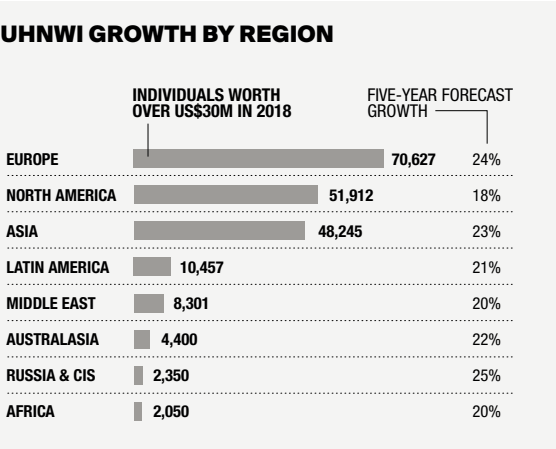 UHNWI GROWTH BY REGION
INDIVIDUALS WORTH
OVER US$30M IN 2018
FIVE-YEAR FORECAST
GROWTH
EUROPE 70,627 24%
NORTH AMERICA 51,912 18%
ASIA 48,245 23%
LATIN AMERICA 10,457 21%
MIDDLE EAST 8,301 20%
AUSTRALASIA 4,400 22%
RUSSIA & CIS 2,350 25%
AFRICA 2,050 20%